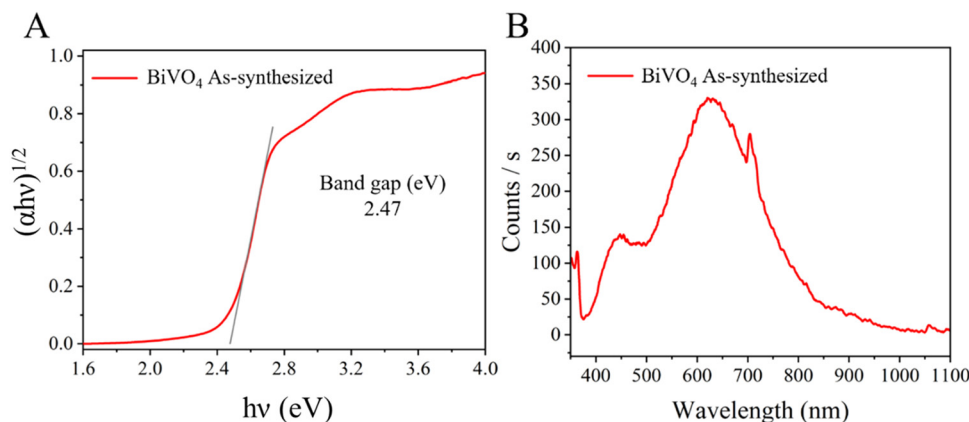 A
BiVO₄ As-synthesized
Band gap (eV)
2.47
(αhν)^1/2
1.0
0.8
0.6
0.4
0.2
0.0
1.6 2.0 2.4 2.8 3.2 3.6 4.0
hν (eV)
B
BiVO₄ As-synthesized
Counts / s
400
350
300
250
200
150
100
50
0
400 500 600 700 800 900 1000 1100
Wavelength (nm)